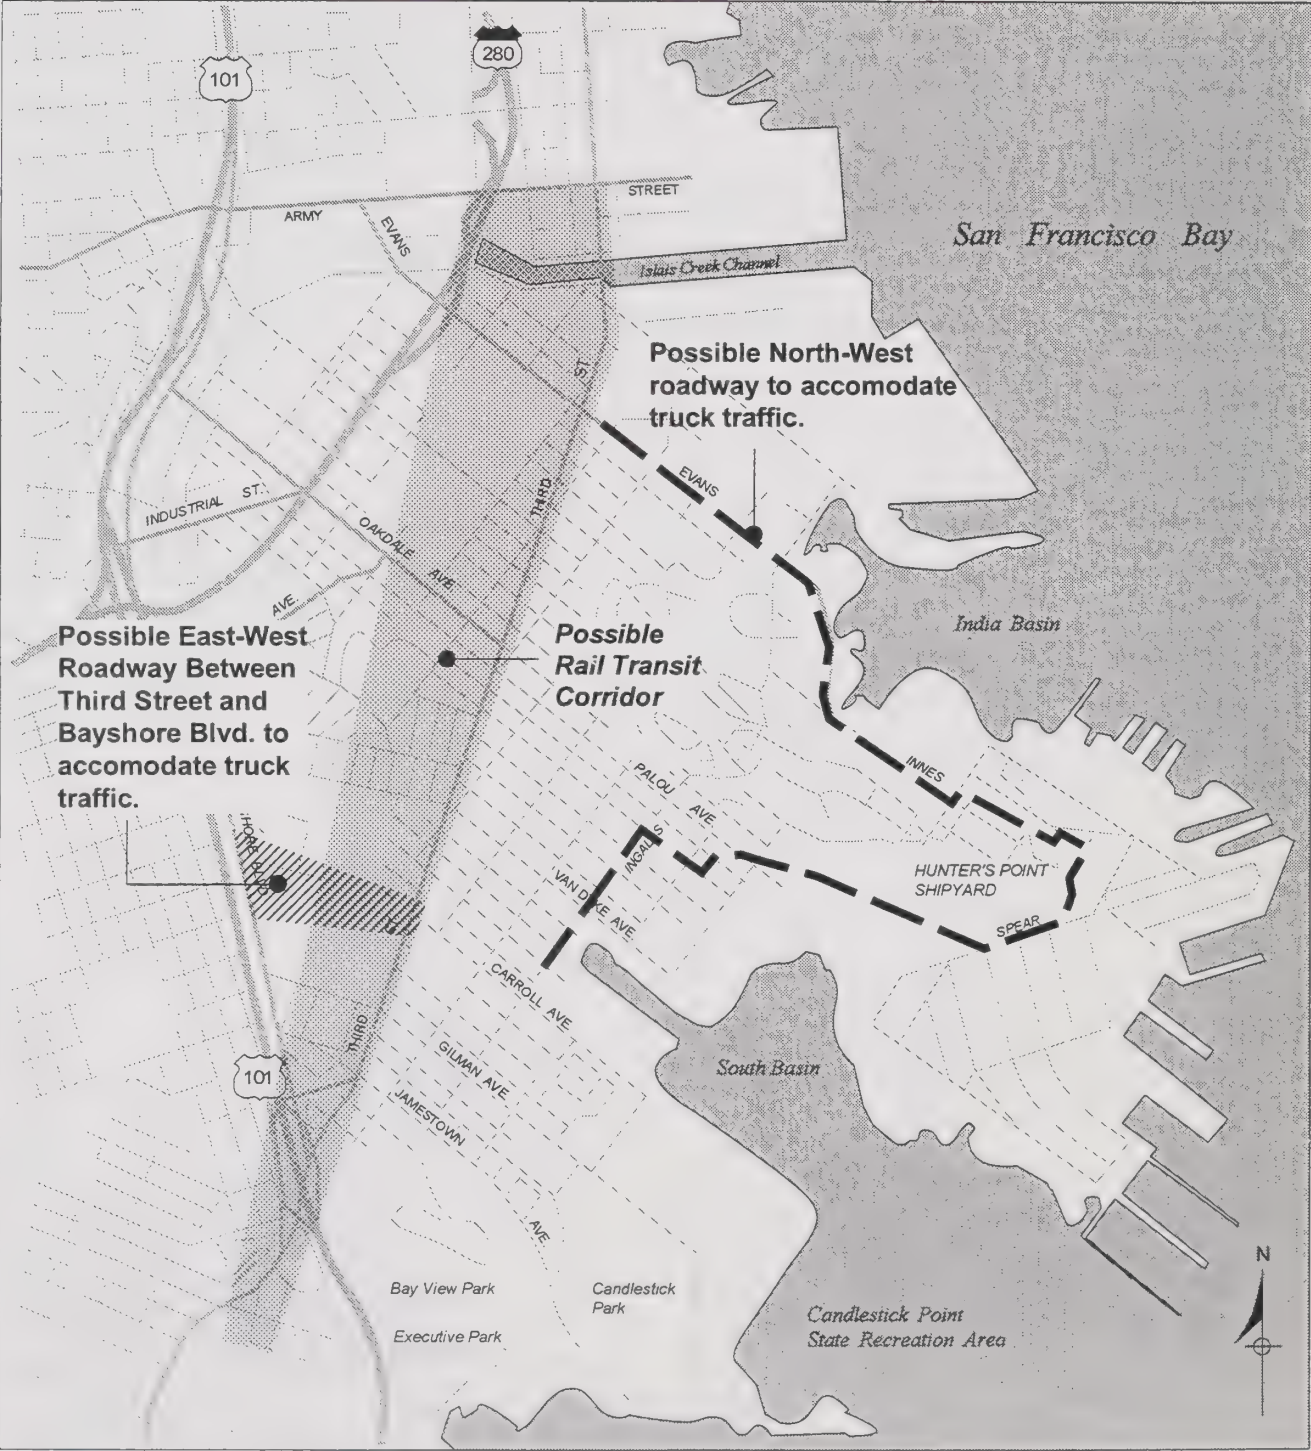 101
280
STREET
ARMY
EVANS
San Francisco Bay
Islais Creek Channel
Possible North-West
roadway to accomodate
truck traffic.
ST.
EVANS
THIRD
INDUSTRIAL ST.
OAKDALE
AVE.
AVE.
India Basin
Possible East-West
Roadway Between
Third Street and
Bayshore Blvd. to
accomodate truck
traffic.
Possible
Rail Transit
Corridor
INNES
PALOU AVE
INGALLS
HUNTER'S POINT
SHIPYARD
VAN DYKE AVE
SPEAR
CARROLL AVE
THIRD
GILMAN AVE
101
South Basin
JAMESTOWN
AVE
Bay View Park
Candlestick
Park
Executive Park
Candlestick Point
State Recreation Area
N